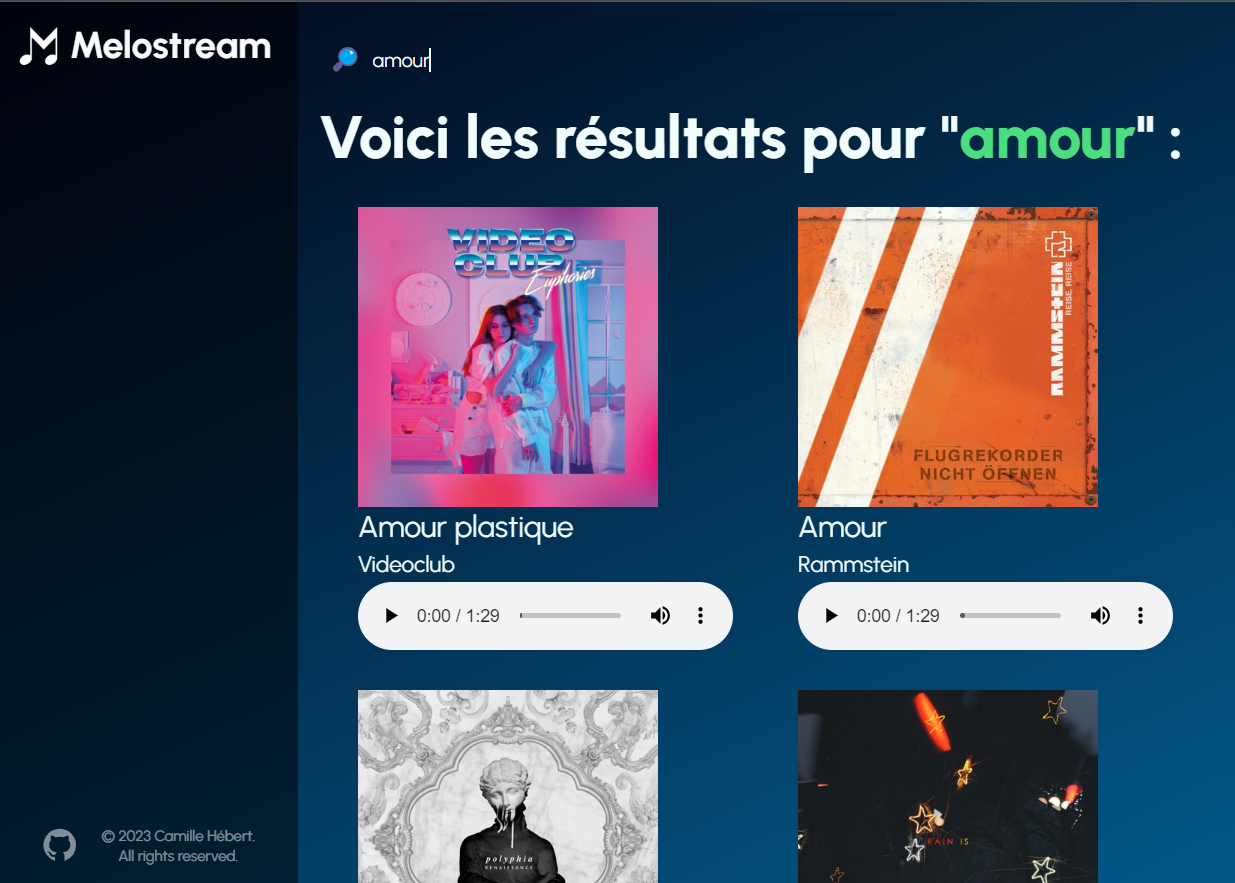 Melostream
amour
Voici les résultats pour "amour" :
VIDEO
CLUB
Euphories
RAMMSTEIN
REISE, REISE
FLUGREKORDER
NICHT ÖFFNEN
Amour plastique
Videoclub
0:00 / 1:29
Amour
Rammstein
0:00 / 1:29
polyphia
RENAISSANCE
RAIN IS
© 2023 Camille Hébert.
All rights reserved.